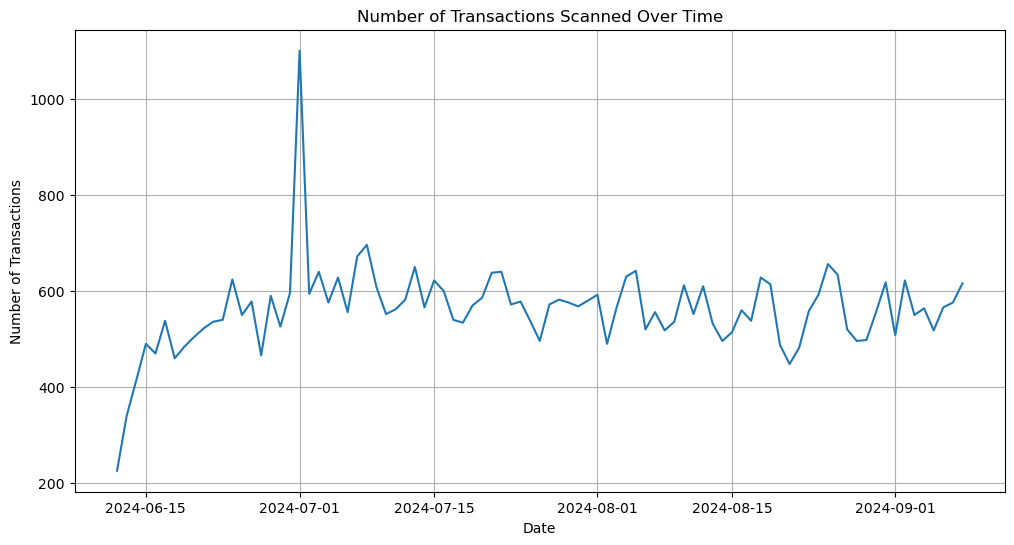 Number of Transactions Scanned Over Time
Number of Transactions
1000
800
600
400
200
2024-06-15 2024-07-01 2024-07-15 2024-08-01 2024-08-15 2024-09-01
Date